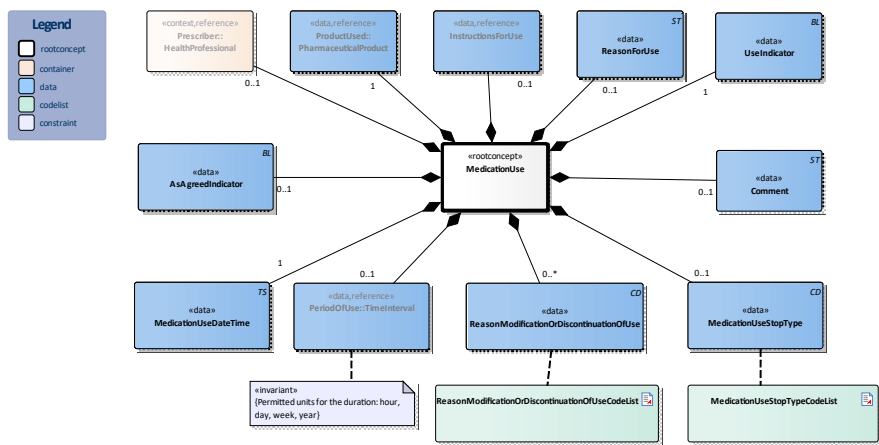 Legend
rootconcept
container
data
codelist
constraint
«context,reference»
Prescriber::
HealthProfessional
0..1
«data,reference»
ProductUsed::
PharmaceuticalProduct
1
«data,reference»
InstructionsForUse
0..1
ST
«data»
ReasonForUse
0..1
BL
«data»
UseIndicator
1
«rootconcept»
MedicationUse
BL
«data»
AsAgreedIndicator
0..1
ST
«data»
Comment
0..1
TS
«data»
MedicationUseDateTime
1
«data,reference»
PeriodOfUse::TimeInterval
0..1
CD
«data»
ReasonModificationOrDiscontinuationOfUse
0..*
CD
«data»
MedicationUseStopType
0..1
«invariant»
{Permitted units for the duration: hour,
day, week, year}
ReasonModificationOrDiscontinuationOfUseCodeList
MedicationUseStopTypeCodeList